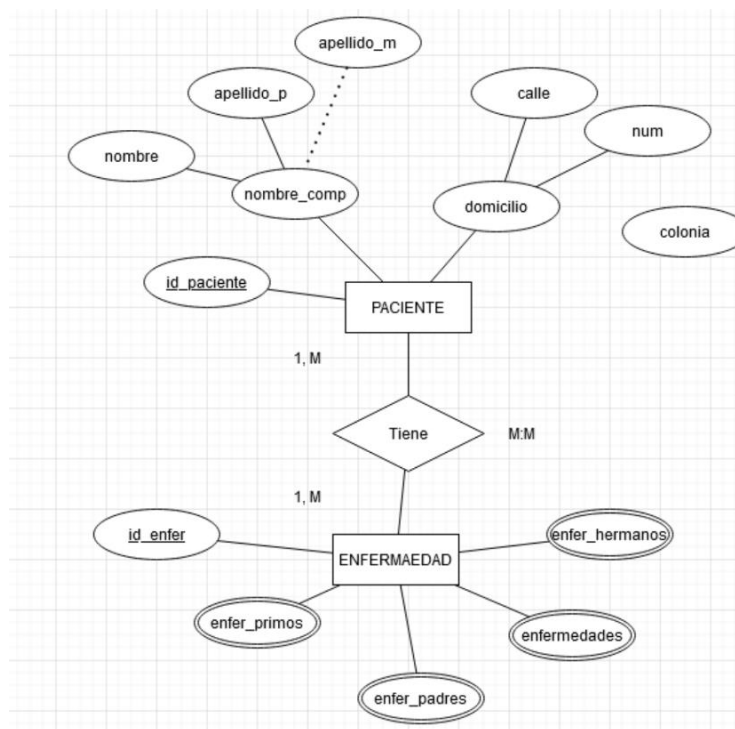 apellido_m
apellido_p
calle
num
nombre
nombre_comp
domicilio
colonia
id_paciente
PACIENTE
1, M
Tiene
M:M
1, M
id_enfer
enfer_hermanos
ENFERMAEDAD
enfer_primos
enfermedades
enfer_padres